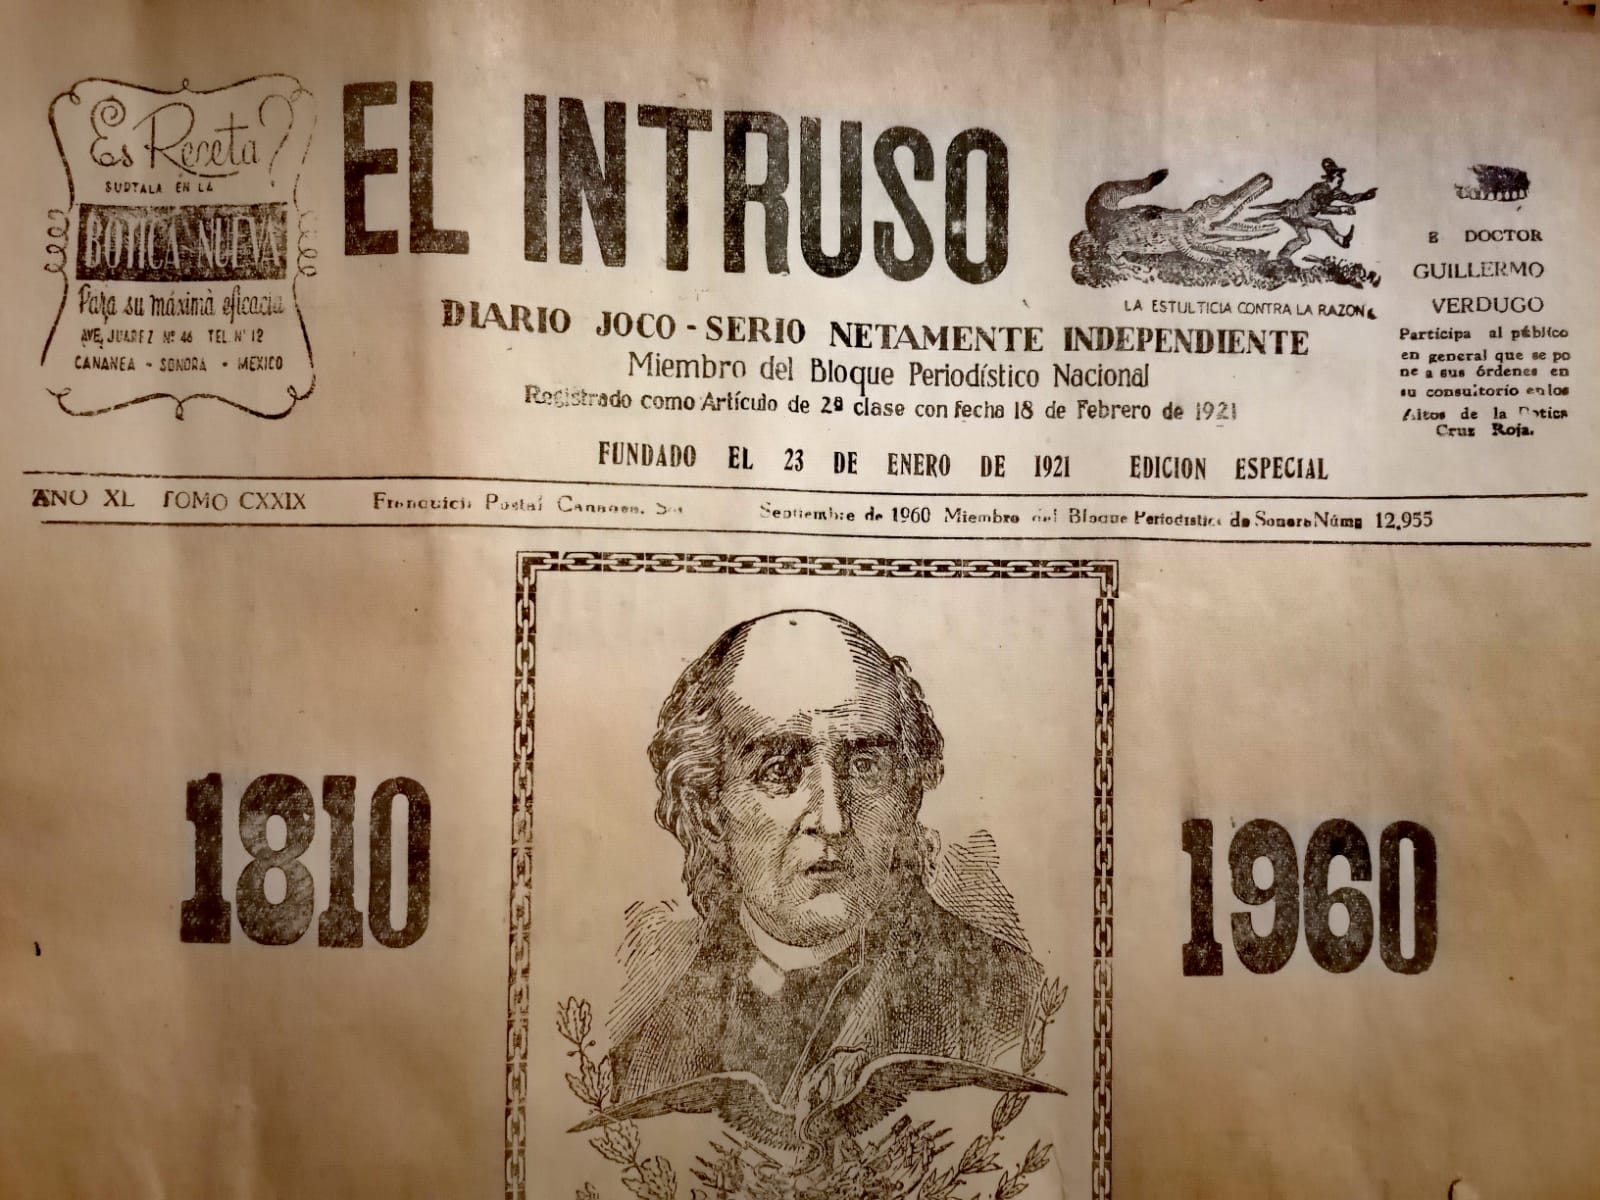 Es Receta?
SURTALA EN LA
BOTICA NUEVA
Para su máxima eficacia
AVE, JUAREZ Nº 46 TEL. Nº 12
CANANEA - SONORA - MEXICO
EL INTRUSO
DIARIO JOCO-SERIO NETAMENTE INDEPENDIENTE
Miembro del Bloque Periodístico Nacional
Registrado como Artículo de 2ª clase con fecha 18 de Febrero de 1921
FUNDADO EL 23 DE ENERO DE 1921 EDICION ESPECIAL
LA ESTULTICIA CONTRA LA RAZON
E DOCTOR
GUILLERMO
VERDUGO
Participa al público
en general que se po
ne a sus órdenes en
su consultorio en los
Altos de la Botica
Cruz Roja.
AÑO XL TOMO CXXIX Franquicia Postal Cananea, Son Septiembre de 1960 Miembro del Bloque Periodistico de Sonora Núm. 12,955
1810
1960